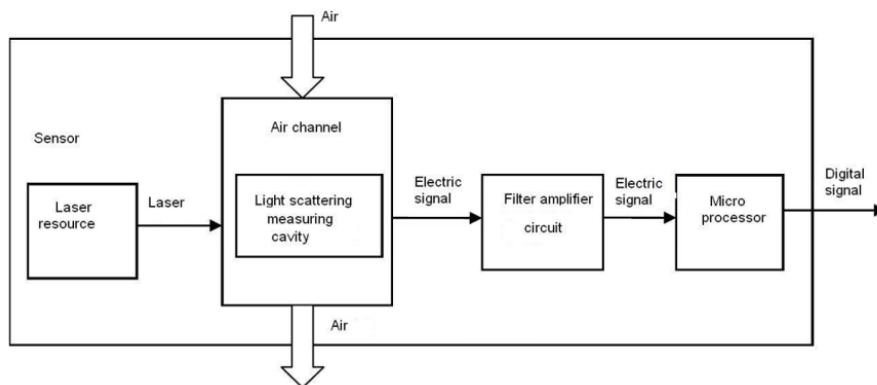 Air
Sensor
Air channel
Laser
resource
Laser
Light scattering
measuring
cavity
Electric
signal
Filter amplifier
circuit
Electric
signal
Micro
processor
Digital
signal
Air